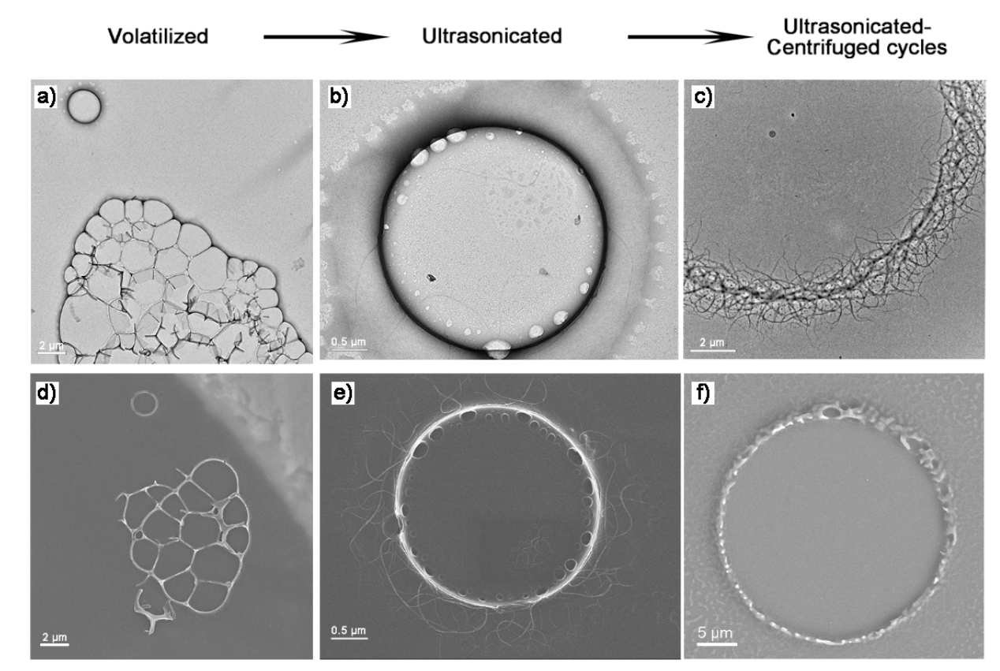 Volatilized
Ultrasonicated
Ultrasonicated-
Centrifuged cycles
a)
2 μm
b)
0.5 μm
c)
2 μm
d)
2 μm
e)
0.5 μm
f)
5 μm